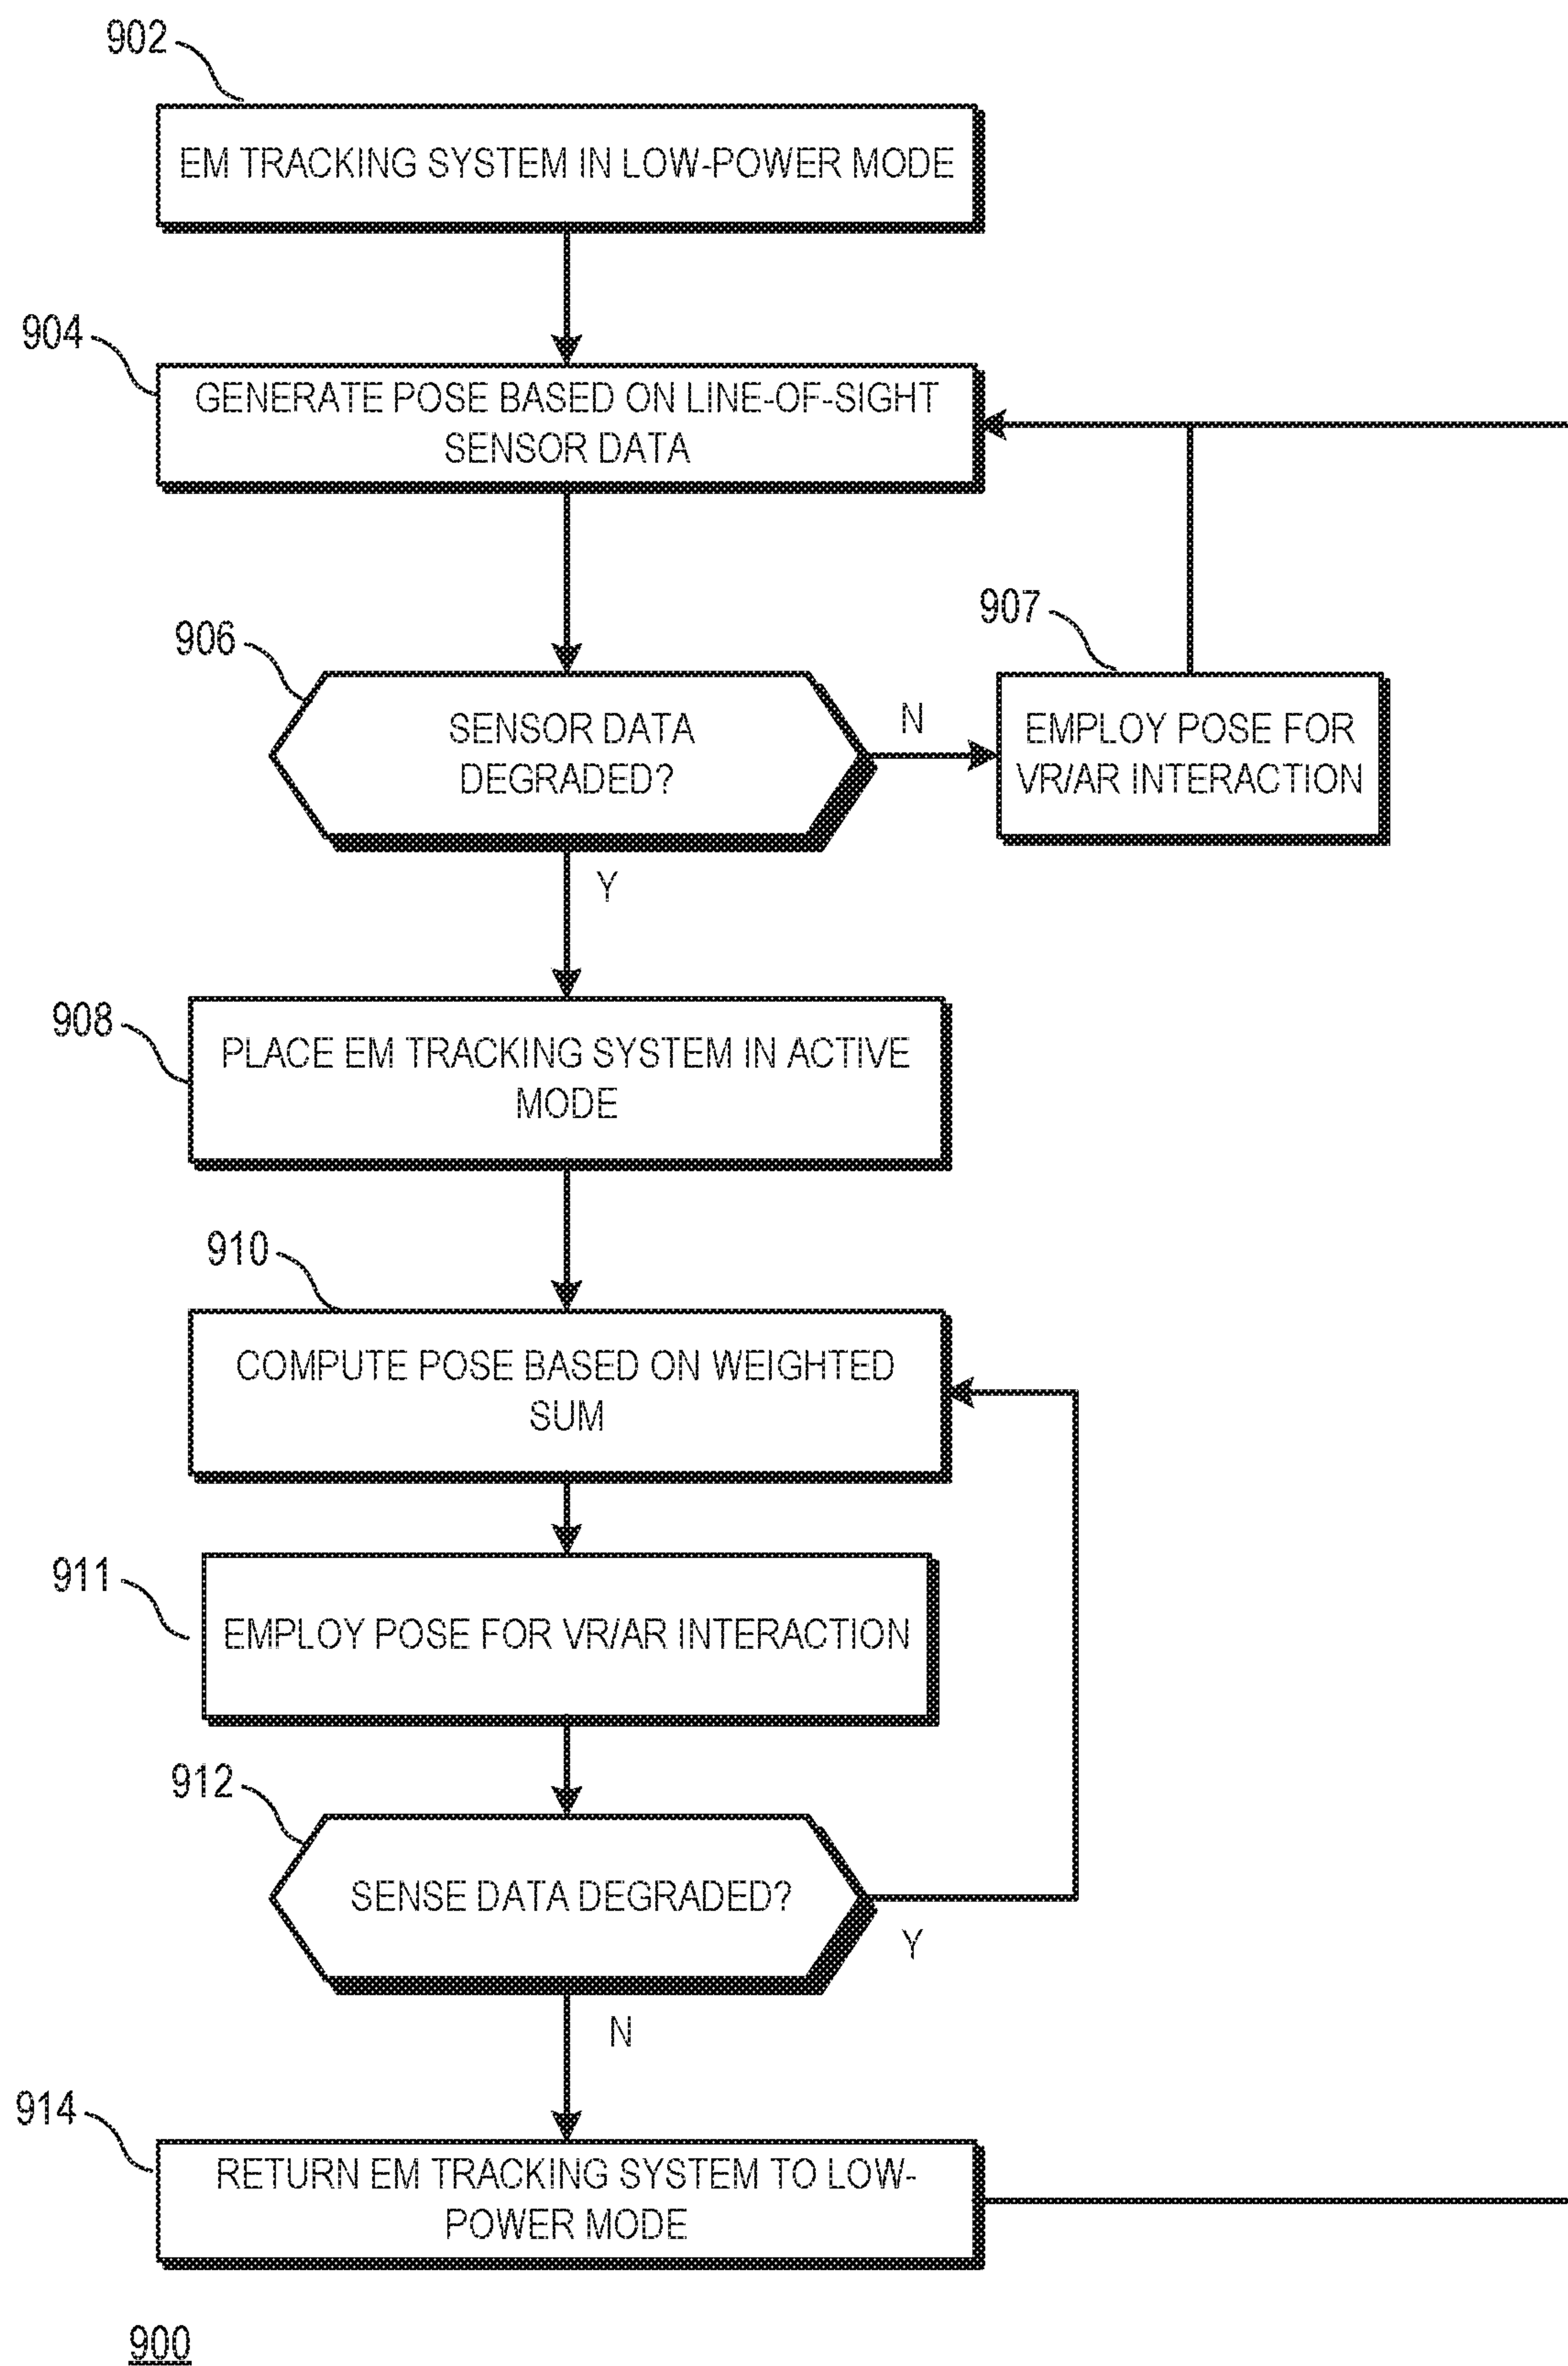 902
EM TRACKING SYSTEM IN LOW-POWER MODE
904
GENERATE POSE BASED ON LINE-OF-SIGHT
SENSOR DATA
906
SENSOR DATA
DEGRADED?
N
907
EMPLOY POSE FOR
VR/AR INTERACTION
Y
908
PLACE EM TRACKING SYSTEM IN ACTIVE
MODE
910
COMPUTE POSE BASED ON WEIGHTED
SUM
911
EMPLOY POSE FOR VR/AR INTERACTION
912
SENSE DATA DEGRADED?
Y
N
914
RETURN EM TRACKING SYSTEM TO LOW-
POWER MODE
900